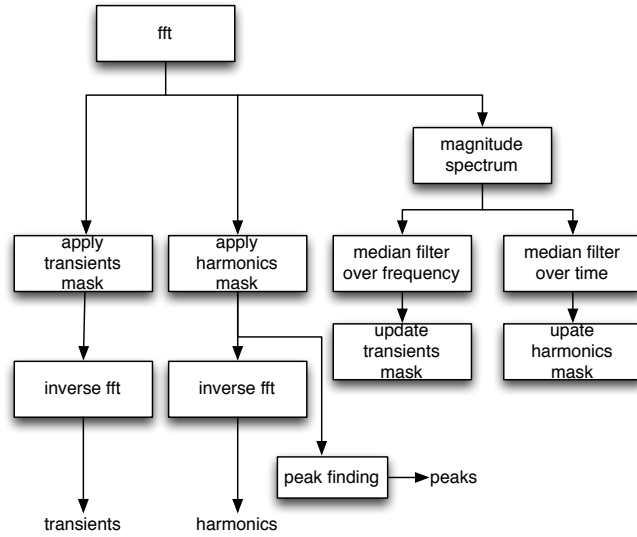 fft
magnitude
spectrum
apply
transients
mask
apply
harmonics
mask
median filter
over frequency
median filter
over time
update
transients
mask
upate
harmonics
mask
inverse fft
inverse fft
peak finding
peaks
transients
harmonics